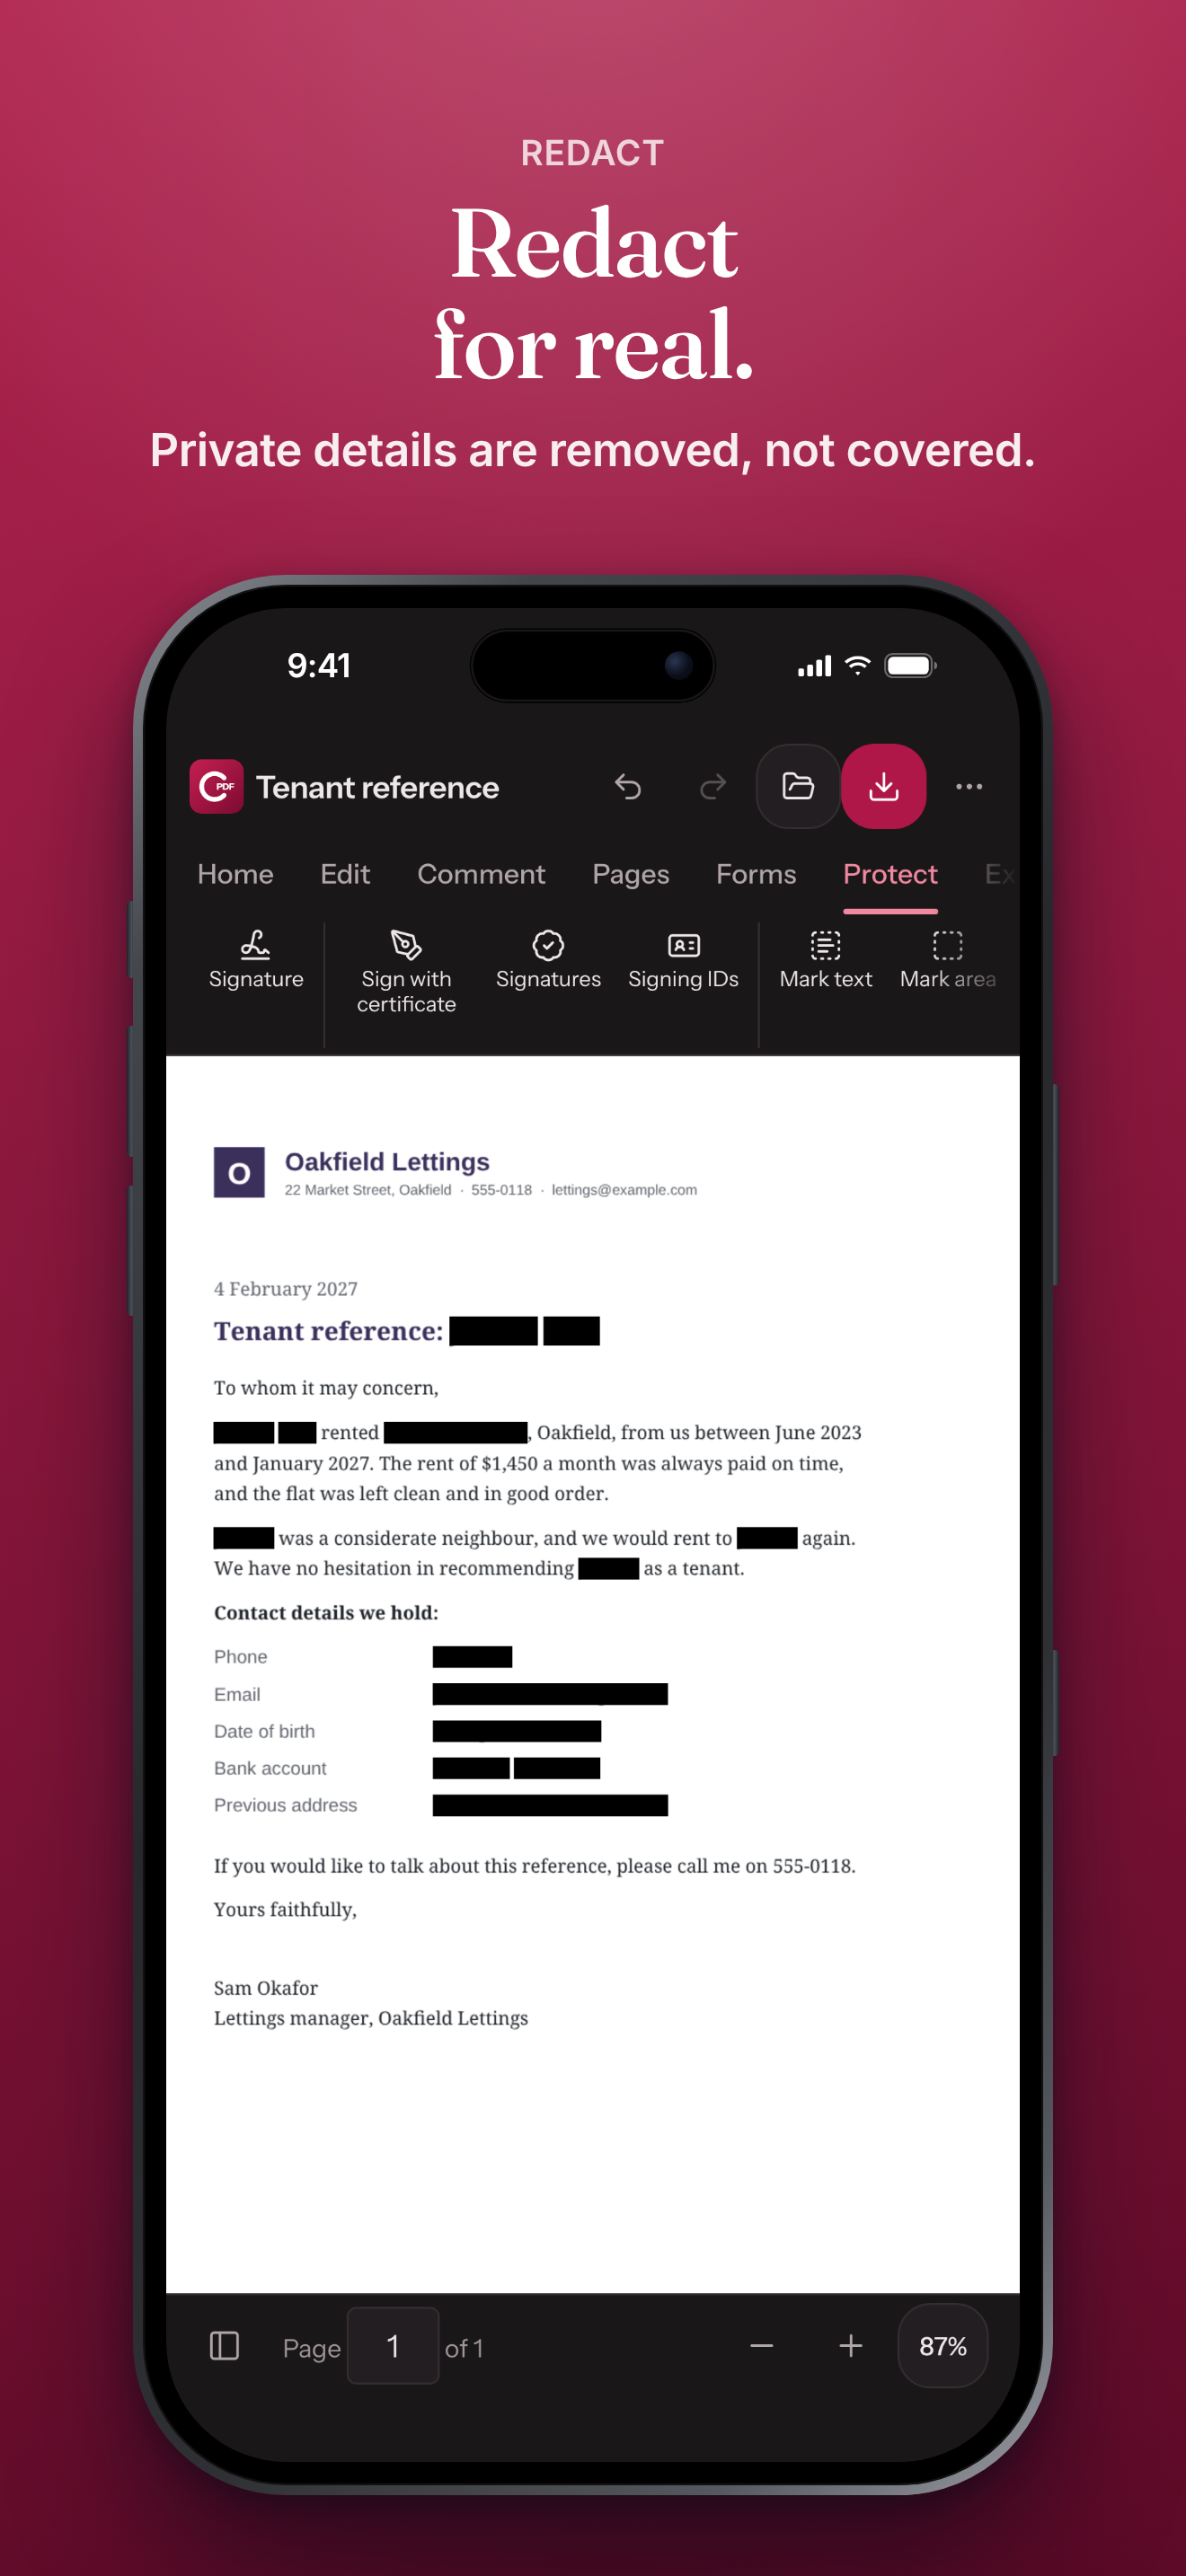 REDACT
Redact
for real.
Private details are removed, not covered.
9:41
PDF Tenant reference
Home Edit Comment Pages Forms Protect Ex
Signature Sign with certificate Signatures Signing IDs Mark text Mark area
O
Oakfield Lettings
22 Market Street, Oakfield · 555-0118 · lettings@example.com
4 February 2027
Tenant reference:
To whom it may concern,
rented , Oakfield, from us between June 2023
and January 2027. The rent of $1,450 a month was always paid on time,
and the flat was left clean and in good order.
was a considerate neighbour, and we would rent to again.
We have no hesitation in recommending as a tenant.
Contact details we hold:
Phone
Email
Date of birth
Bank account
Previous address
If you would like to talk about this reference, please call me on 555-0118.
Yours faithfully,
Sam Okafor
Lettings manager, Oakfield Lettings
Page 1 of 1 87%